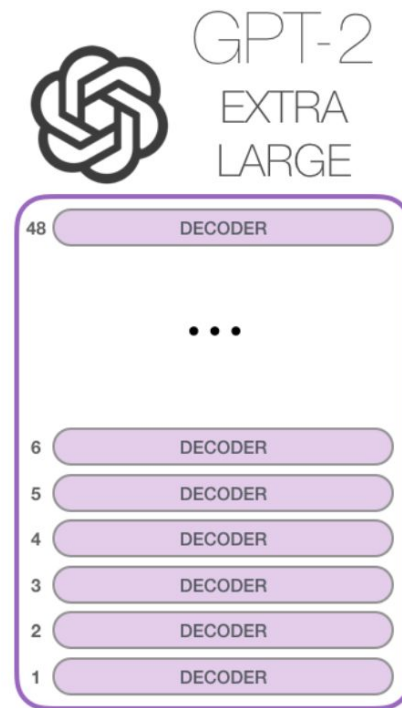 GPT-2
EXTRA
LARGE
48 DECODER
...
6 DECODER
5 DECODER
4 DECODER
3 DECODER
2 DECODER
1 DECODER